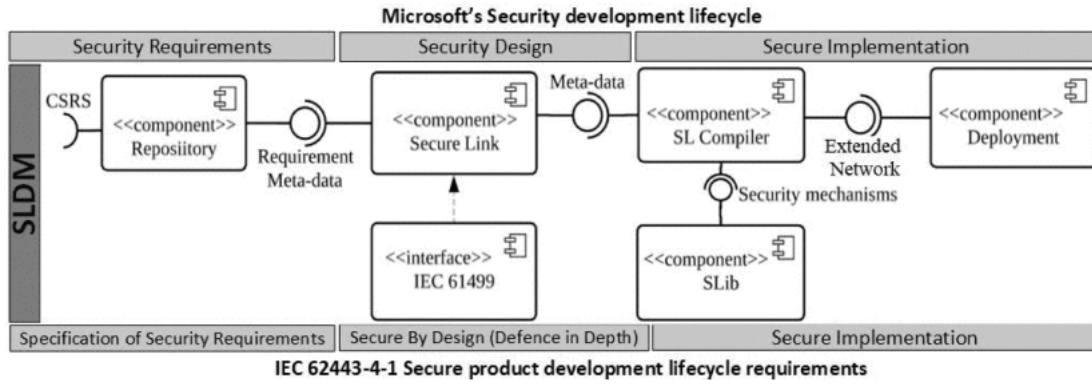 Microsoft's Security development lifecycle
Security Requirements
Security Design
Secure Implementation
SLDM
CSRS
<<component>>
Reposiitory
Requirement
Meta-data
<<component>>
Secure Link
Meta-data
<<component>>
SL Compiler
Extended
Network
<<component>>
Deployment
Security mechanisms
<<interface>>
IEC 61499
<<component>>
SLib
Specification of Security Requirements
Secure By Design (Defence in Depth)
Secure Implementation
IEC 62443-4-1 Secure product development lifecycle requirements